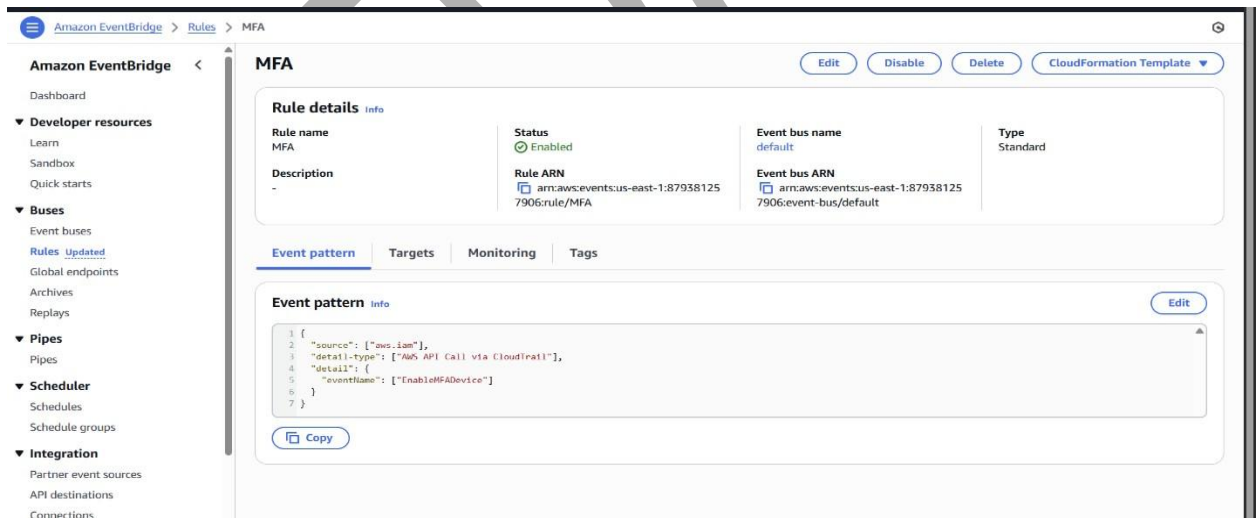 Amazon EventBridge > Rules > MFA
Amazon EventBridge <
Dashboard
Developer resources
Learn
Sandbox
Quick starts
Buses
Event buses
Rules Updated
Global endpoints
Archives
Replays
Pipes
Pipes
Scheduler
Schedules
Schedule groups
Integration
Partner event sources
API destinations
Connections
MFA
Edit Disable Delete CloudFormation Template
Rule details Info
Rule name Status Event bus name Type
MFA Enabled default Standard
Description Rule ARN Event bus ARN
- arn:aws:events:us-east-1:87938125 arn:aws:events:us-east-1:87938125
7906:rule/MFA 7906:event-bus/default
Event pattern Targets Monitoring Tags
Event pattern Info Edit
1 {
2 "source": ["aws.iam"],
3 "detail-type": ["AWS API Call via CloudTrail"],
4 "detail": {
5 "eventName": ["EnableMFADevice"]
6 }
7 }
Copy